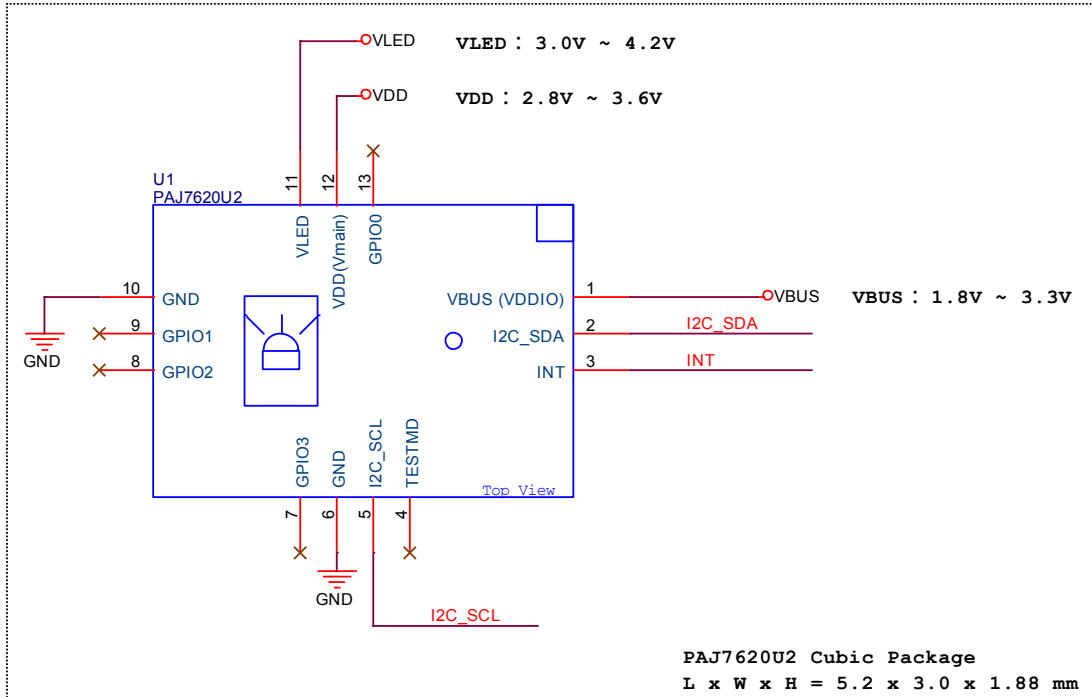 VLED
VLED : 3.0V ~ 4.2V
VDD
VDD : 2.8V ~ 3.6V
U1
PAJ7620U2
11
12
13
VLED
VDD(Vmain)
GPIO0
10
GND
VBUS (VDDIO)
1
VBUS
VBUS : 1.8V ~ 3.3V
9
GPIO1
I2C_SDA
2
I2C_SDA
GND
8
GPIO2
INT
3
INT
GPIO3
GND
I2C_SCL
TESTMD
Top View
7
6
5
4
GND
I2C_SCL
PAJ7620U2 Cubic Package
L x W x H = 5.2 x 3.0 x 1.88 mm